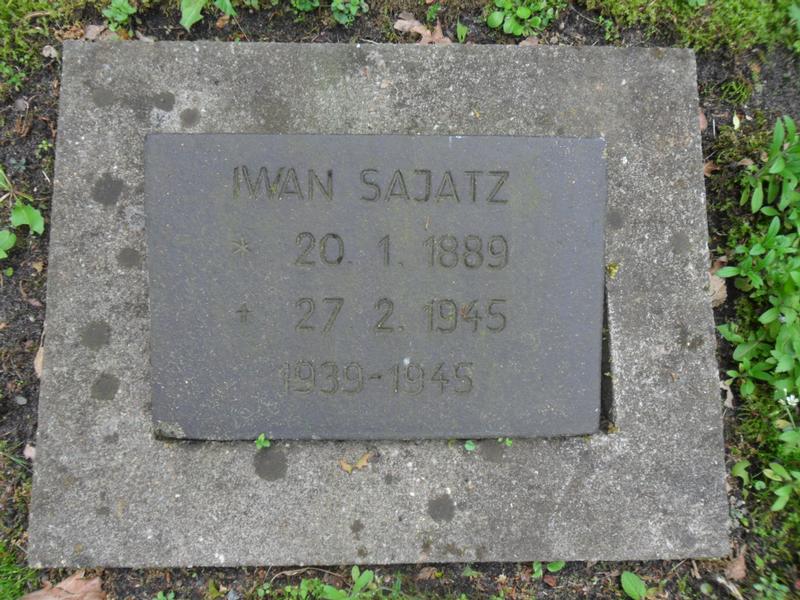 IWAN SAJATZ
* 20. 1. 1889
+ 27. 2. 1945
1939-1945